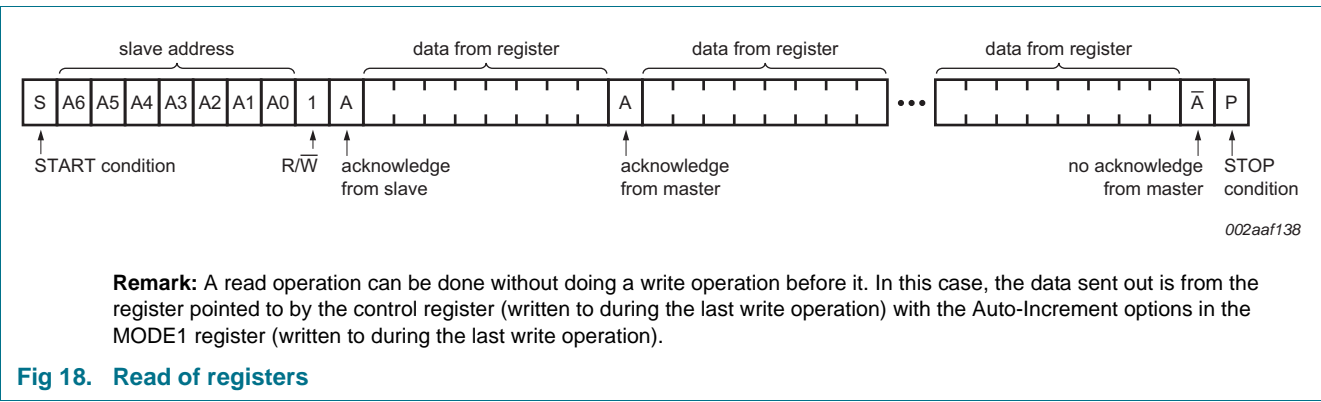 slave address data from register data from register data from register
S A6 A5 A4 A3 A2 A1 A0 1 A A A̅ P
START condition R/W̅ acknowledge from slave acknowledge from master no acknowledge from master STOP condition
002aaf138
Remark: A read operation can be done without doing a write operation before it. In this case, the data sent out is from the
register pointed to by the control register (written to during the last write operation) with the Auto-Increment options in the
MODE1 register (written to during the last write operation).
Fig 18. Read of registers